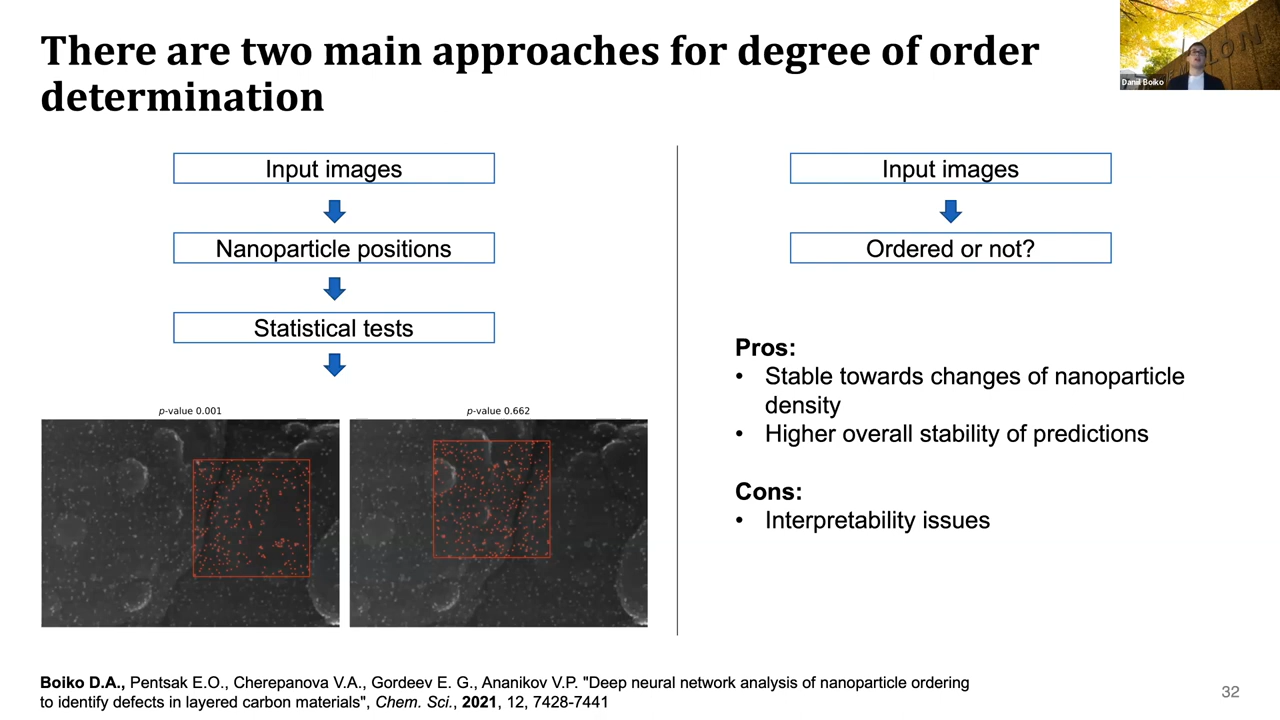 There are two main approaches for degree of order
determination
Danil Boiko
Input images
Nanoparticle positions
Statistical tests
p-value 0.001
p-value 0.662
Input images
Ordered or not?
Pros:
• Stable towards changes of nanoparticle
density
• Higher overall stability of predictions
Cons:
• Interpretability issues
Boiko D.A., Pentsak E.O., Cherepanova V.A., Gordeev E. G., Ananikov V.P. "Deep neural network analysis of nanoparticle ordering
to identify defects in layered carbon materials", Chem. Sci., 2021, 12, 7428-7441
32